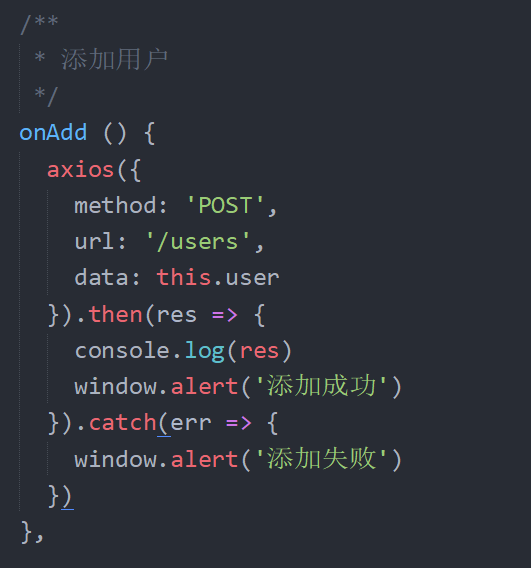 /**
 * 添加用户
 */
onAdd () {
  axios({
    method: 'POST',
    url: '/users',
    data: this.user
  }).then(res => {
    console.log(res)
    window.alert('添加成功')
  }).catch(err => {
    window.alert('添加失败')
  })
},